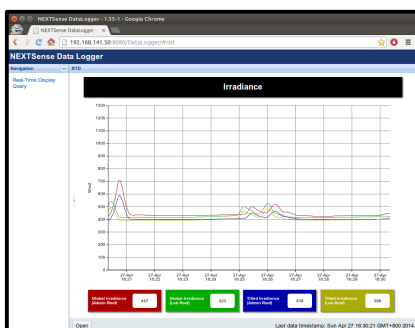 NEXTSense DataLogger - 1.35-1 - Google Chrome
NEXTSense DataLogger
192.168.141.50:8080/DataLogger/#rtd
NEXTSense Data Logger
Navigation
RTD
Real-Time Display
Query
Irradiance
1300
1200
1100
1000
900
800
700
600
500
400
300
200
100
0
W/m2
27-Apr 27-Apr 27-Apr 27-Apr 27-Apr 27-Apr 27-Apr 27-Apr 27-Apr 27-Apr
16:21 16:22 16:23 16:24 16:25 16:26 16:27 16:28 16:29 16:30
Global Irradiance
(Admin Roof)
447
Global Irradiance
(Lab Roof)
423
Tilted Irradiance
(Admin Roof)
409
Tilted Irradiance
(Lab Roof)
398
Open
Last data timestamp: Sun Apr 27 16:30:21 GMT+800 2014